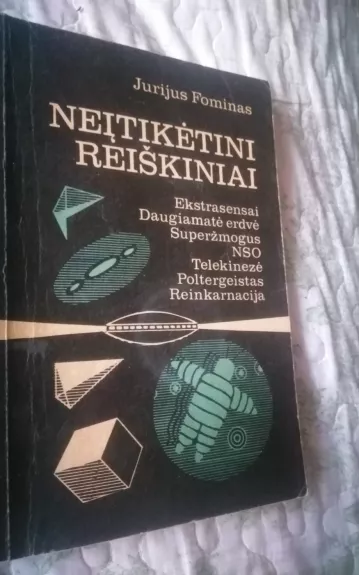 Jurijus Fominas
NEĮTIKĖTINI
REIŠKINIAI
Ekstrasensai
Daugiamatė erdvė
Superžmogus
NSO
Telekinezė
Poltergeistas
Reinkarnacija